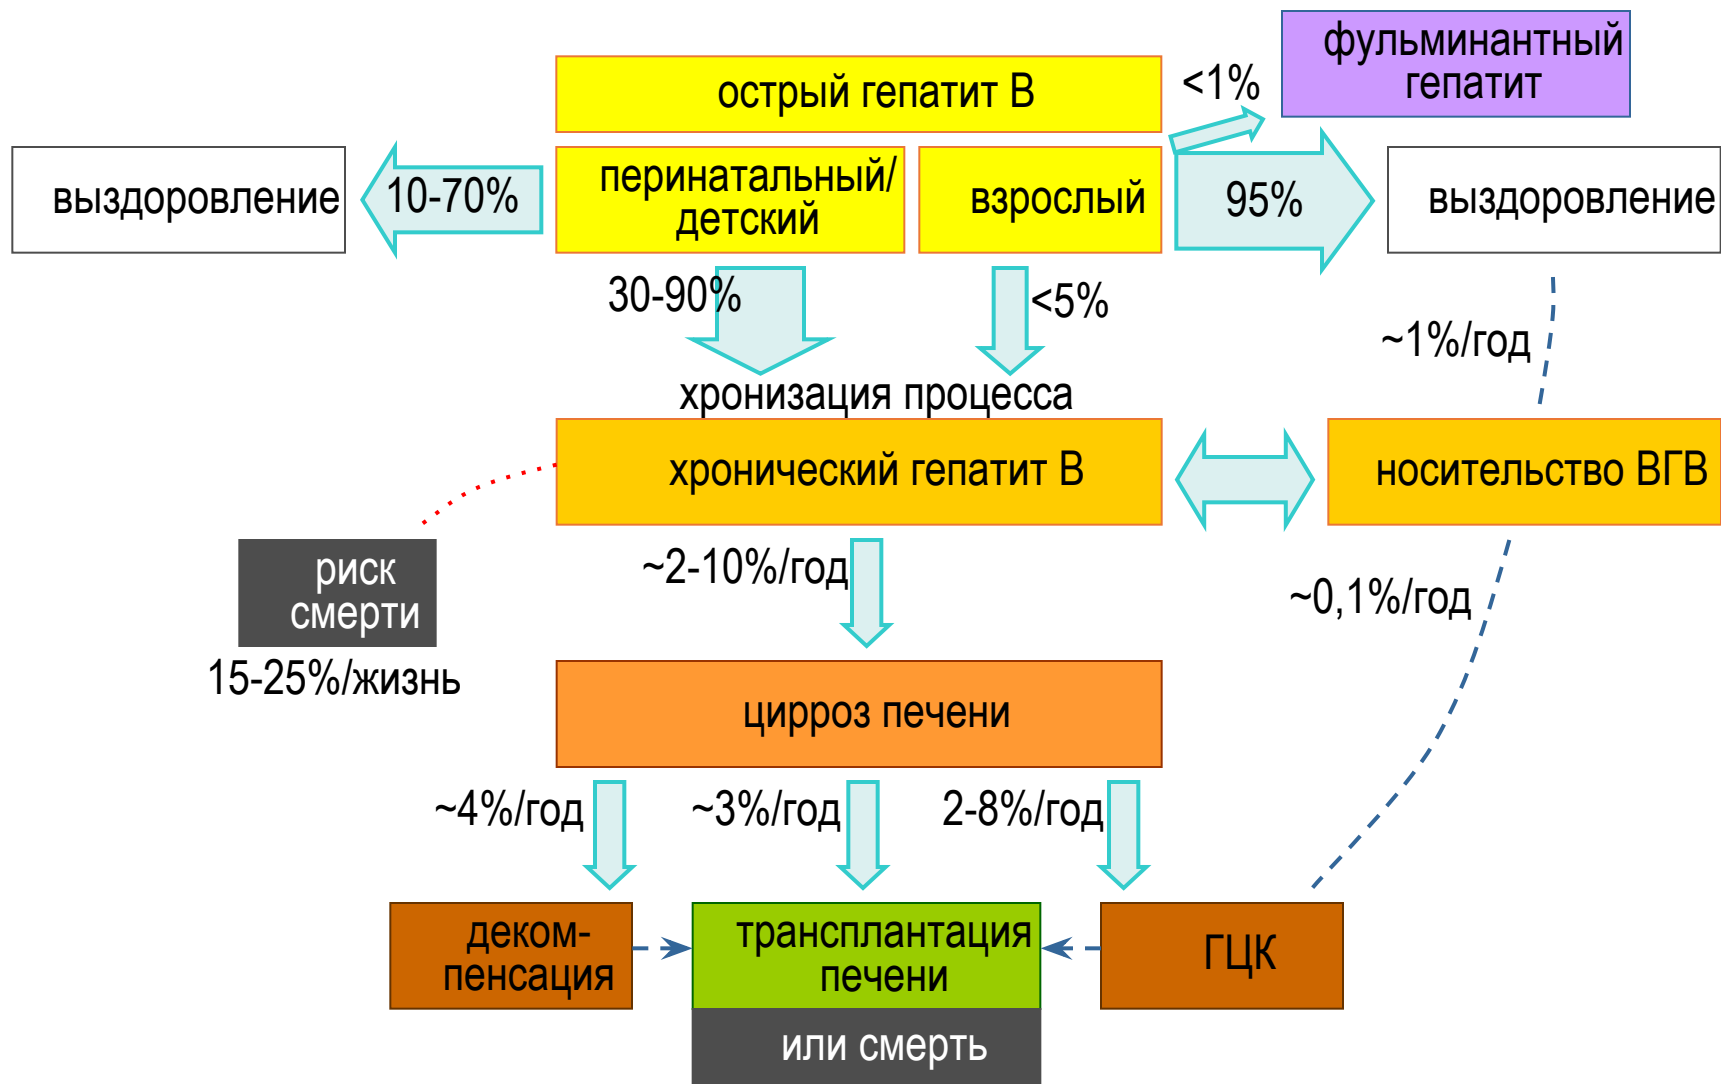 фульминантный
гепатит
острый гепатит В
<1%
выздоровление
10-70%
перинатальный/
детский
взрослый
95%
выздоровление
30-90%
<5%
~1%/год
хронизация процесса
хронический гепатит В
носительство ВГВ
риск
смерти
15-25%/жизнь
~2-10%/год
~0,1%/год
цирроз печени
~4%/год
~3%/год
2-8%/год
деком-
пенсация
трансплантация
печени
ГЦК
или смерть